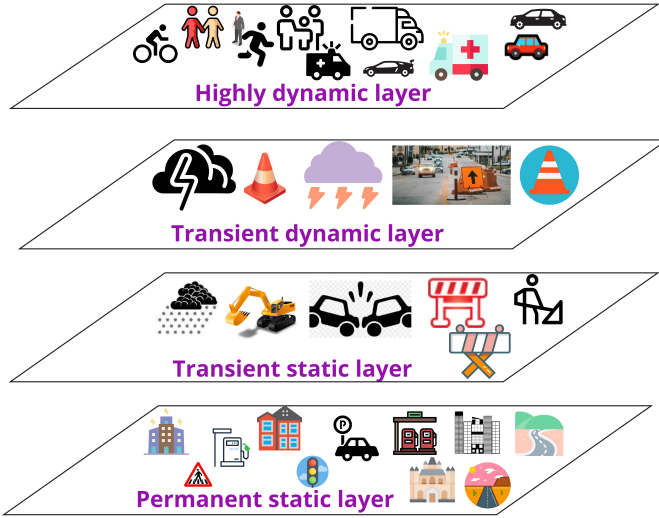 Highly dynamic layer
Transient dynamic layer
Transient static layer
P
Permanent static layer